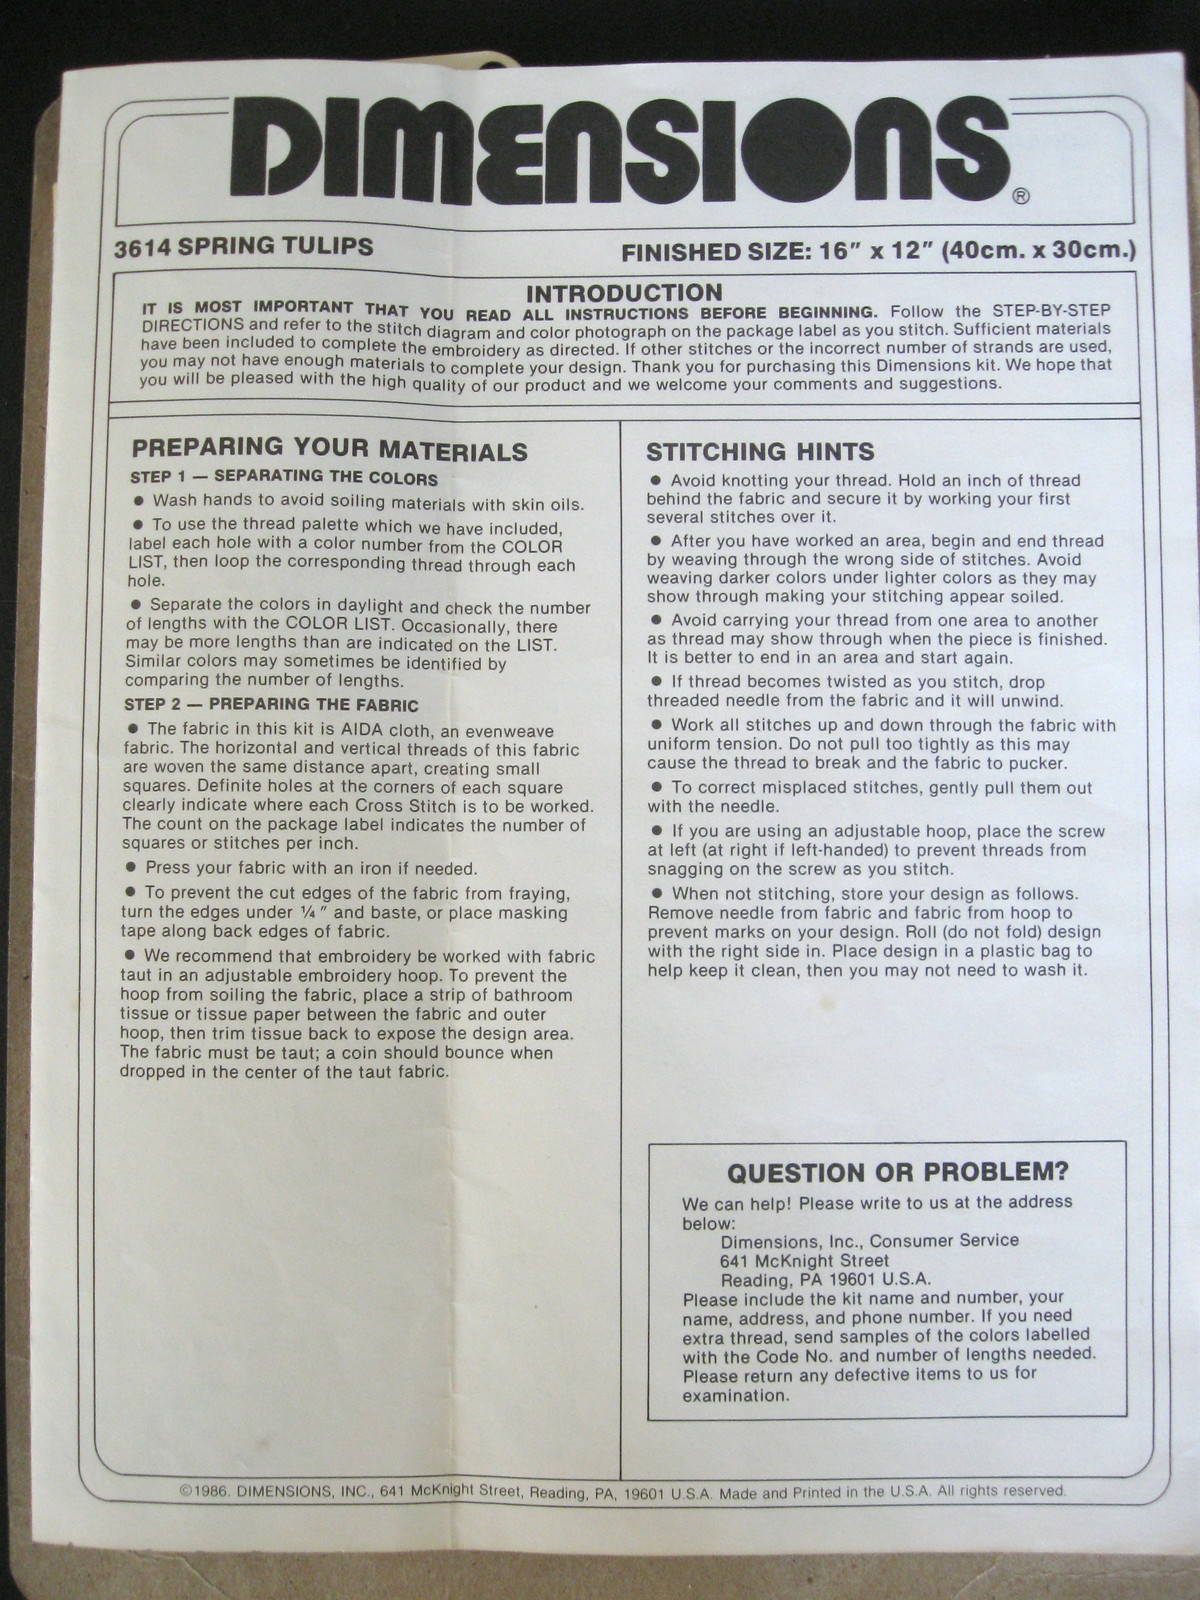 DIMENSIONS®
3614 SPRING TULIPS
FINISHED SIZE: 16" x 12" (40cm. x 30cm.)
INTRODUCTION
IT IS MOST IMPORTANT THAT YOU READ ALL INSTRUCTIONS BEFORE BEGINNING. Follow the STEP-BY-STEP
DIRECTIONS and refer to the stitch diagram and color photograph on the package label as you stitch. Sufficient materials
have been included to complete the embroidery as directed. If other stitches or the incorrect number of strands are used,
you may not have enough materials to complete your design. Thank you for purchasing this Dimensions kit. We hope that
you will be pleased with the high quality of our product and we welcome your comments and suggestions.
PREPARING YOUR MATERIALS
STEP 1 — SEPARATING THE COLORS
● Wash hands to avoid soiling materials with skin oils.
● To use the thread palette which we have included,
label each hole with a color number from the COLOR
LIST, then loop the corresponding thread through each
hole.
● Separate the colors in daylight and check the number
of lengths with the COLOR LIST. Occasionally, there
may be more lengths than are indicated on the LIST.
Similar colors may sometimes be identified by
comparing the number of lengths.
STEP 2 — PREPARING THE FABRIC
● The fabric in this kit is AIDA cloth, an evenweave
fabric. The horizontal and vertical threads of this fabric
are woven the same distance apart, creating small
squares. Definite holes at the corners of each square
clearly indicate where each Cross Stitch is to be worked.
The count on the package label indicates the number of
squares or stitches per inch.
● Press your fabric with an iron if needed.
● To prevent the cut edges of the fabric from fraying,
turn the edges under ¼" and baste, or place masking
tape along back edges of fabric.
● We recommend that embroidery be worked with fabric
taut in an adjustable embroidery hoop. To prevent the
hoop from soiling the fabric, place a strip of bathroom
tissue or tissue paper between the fabric and outer
hoop, then trim tissue back to expose the design area.
The fabric must be taut; a coin should bounce when
dropped in the center of the taut fabric.
STITCHING HINTS
● Avoid knotting your thread. Hold an inch of thread
behind the fabric and secure it by working your first
several stitches over it.
● After you have worked an area, begin and end thread
by weaving through the wrong side of stitches. Avoid
weaving darker colors under lighter colors as they may
show through making your stitching appear soiled.
● Avoid carrying your thread from one area to another
as thread may show through when the piece is finished.
It is better to end in an area and start again.
● If thread becomes twisted as you stitch, drop
threaded needle from the fabric and it will unwind.
● Work all stitches up and down through the fabric with
uniform tension. Do not pull too tightly as this may
cause the thread to break and the fabric to pucker.
● To correct misplaced stitches, gently pull them out
with the needle.
● If you are using an adjustable hoop, place the screw
at left (at right if left-handed) to prevent threads from
snagging on the screw as you stitch.
● When not stitching, store your design as follows.
Remove needle from fabric and fabric from hoop to
prevent marks on your design. Roll (do not fold) design
with the right side in. Place design in a plastic bag to
help keep it clean, then you may not need to wash it.
QUESTION OR PROBLEM?
We can help! Please write to us at the address
below:
Dimensions, Inc., Consumer Service
641 McKnight Street
Reading, PA 19601 U.S.A.
Please include the kit name and number, your
name, address, and phone number. If you need
extra thread, send samples of the colors labelled
with the Code No. and number of lengths needed.
Please return any defective items to us for
examination.
©1986. DIMENSIONS, INC., 641 McKnight Street, Reading, PA, 19601 U.S.A. Made and Printed in the U.S.A. All rights reserved.